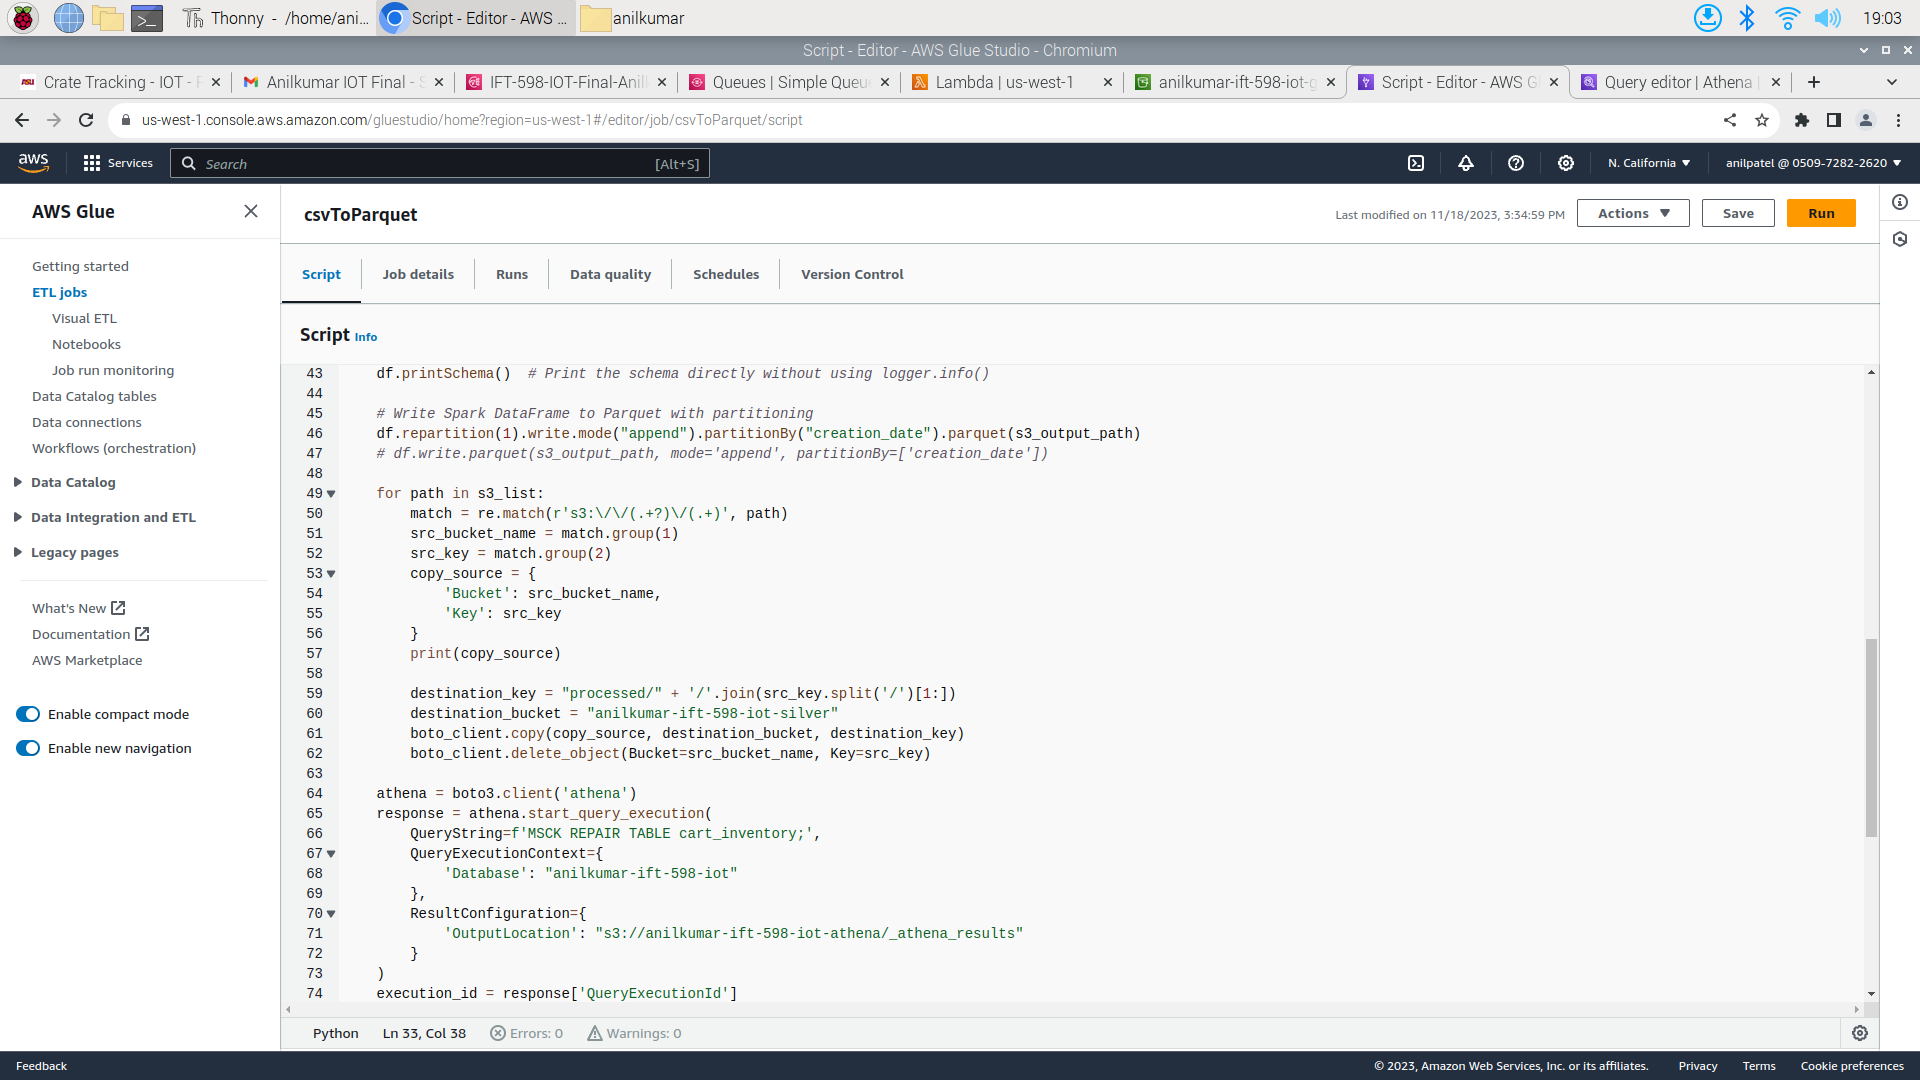 Thonny - /home/ani...
Script - Editor - AWS ...
anilkumar
19:03
Script - Editor - AWS Glue Studio - Chromium
Crate Tracking - IOT -
Anilkumar IOT Final -
IFT-598-IOT-Final-Anil
Queues | Simple Queu
Lambda | us-west-1
anilkumar-ift-598-iot-g
Script - Editor - AWS G
Query editor | Athena
us-west-1.console.aws.amazon.com/gluestudio/home?region=us-west-1#/editor/job/csvToParquet/script
aws
Services
Search
[Alt+S]
N. California
anilpatel @ 0509-7282-2620
AWS Glue
Getting started
ETL jobs
Visual ETL
Notebooks
Job run monitoring
Data Catalog tables
Data connections
Workflows (orchestration)
Data Catalog
Data Integration and ETL
Legacy pages
What's New
Documentation
AWS Marketplace
Enable compact mode
Enable new navigation
csvToParquet
Last modified on 11/18/2023, 3:34:59 PM
Actions
Save
Run
Script
Job details
Runs
Data quality
Schedules
Version Control
Script Info
43 df.printSchema()  # Print the schema directly without using logger.info()
44
45 # Write Spark DataFrame to Parquet with partitioning
46 df.repartition(1).write.mode("append").partitionBy("creation_date").parquet(s3_output_path)
47 # df.write.parquet(s3_output_path, mode='append', partitionBy=['creation_date'])
48
49 for path in s3_list:
50 match = re.match(r's3:\/\/(.+?)\/(.+)', path)
51 src_bucket_name = match.group(1)
52 src_key = match.group(2)
53 copy_source = {
54 'Bucket': src_bucket_name,
55 'Key': src_key
56 }
57 print(copy_source)
58
59 destination_key = "processed/" + '/'.join(src_key.split('/')[1:])
60 destination_bucket = "anilkumar-ift-598-iot-silver"
61 boto_client.copy(copy_source, destination_bucket, destination_key)
62 boto_client.delete_object(Bucket=src_bucket_name, Key=src_key)
63
64 athena = boto3.client('athena')
65 response = athena.start_query_execution(
66 QueryString=f'MSCK REPAIR TABLE cart_inventory;',
67 QueryExecutionContext={
68 'Database': "anilkumar-ift-598-iot"
69 },
70 ResultConfiguration={
71 'OutputLocation': "s3://anilkumar-ift-598-iot-athena/_athena_results"
72 }
73 )
74 execution_id = response['QueryExecutionId']
Python
Ln 33, Col 38
Errors: 0
Warnings: 0
Feedback
© 2023, Amazon Web Services, Inc. or its affiliates.
Privacy
Terms
Cookie preferences